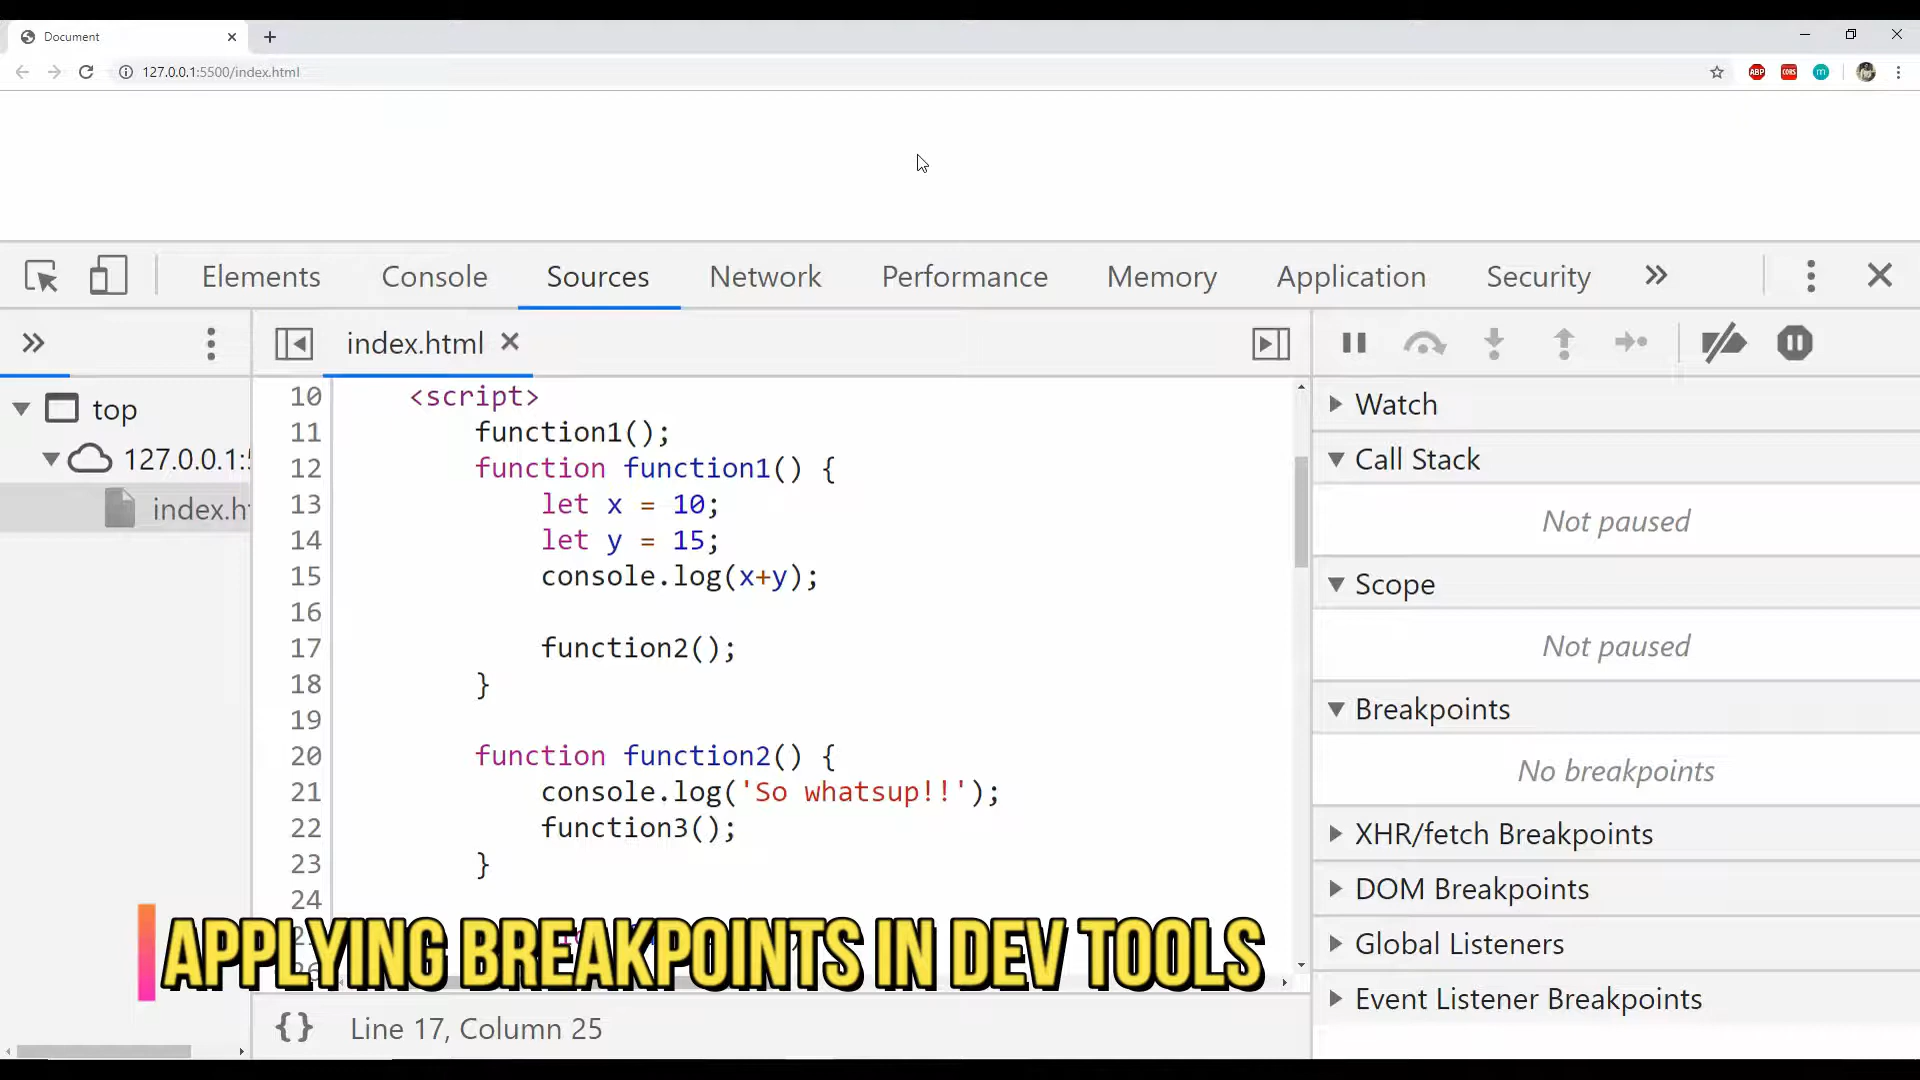 Document
127.0.0.1:5500/index.html
ABP
CORS
m
Elements
Console
Sources
Network
Performance
Memory
Application
Security
index.html
top
127.0.0.1:
index.h
10 <script>
11 function1();
12 function function1() {
13 let x = 10;
14 let y = 15;
15 console.log(x+y);
16
17 function2();
18 }
19
20 function function2() {
21 console.log('So whatsup!!');
22 function3();
23 }
24
APPLYING BREAKPOINTS IN DEV TOOLS
{} Line 17, Column 25
Watch
Call Stack
Not paused
Scope
Not paused
Breakpoints
No breakpoints
XHR/fetch Breakpoints
DOM Breakpoints
Global Listeners
Event Listener Breakpoints